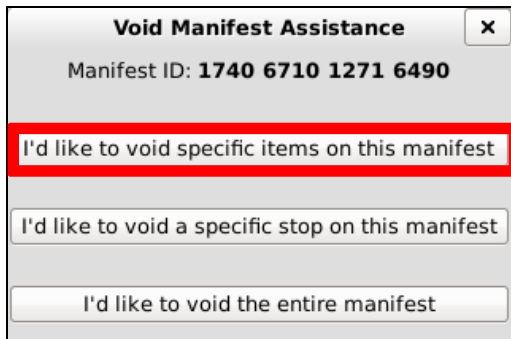 Void Manifest Assistance
Manifest ID: 1740 6710 1271 6490
I'd like to void specific items on this manifest
I'd like to void a specific stop on this manifest
I'd like to void the entire manifest